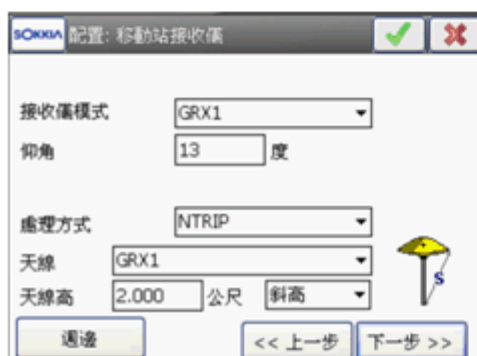 SOKKIA 配置: 移動站接收儀
接收儀模式 GRX1
仰角 13 度
處理方式 NTRIP
天線 GRX1
天線高 2.000 公尺 斜高
S
週邊 << 上一步 下一步 >>